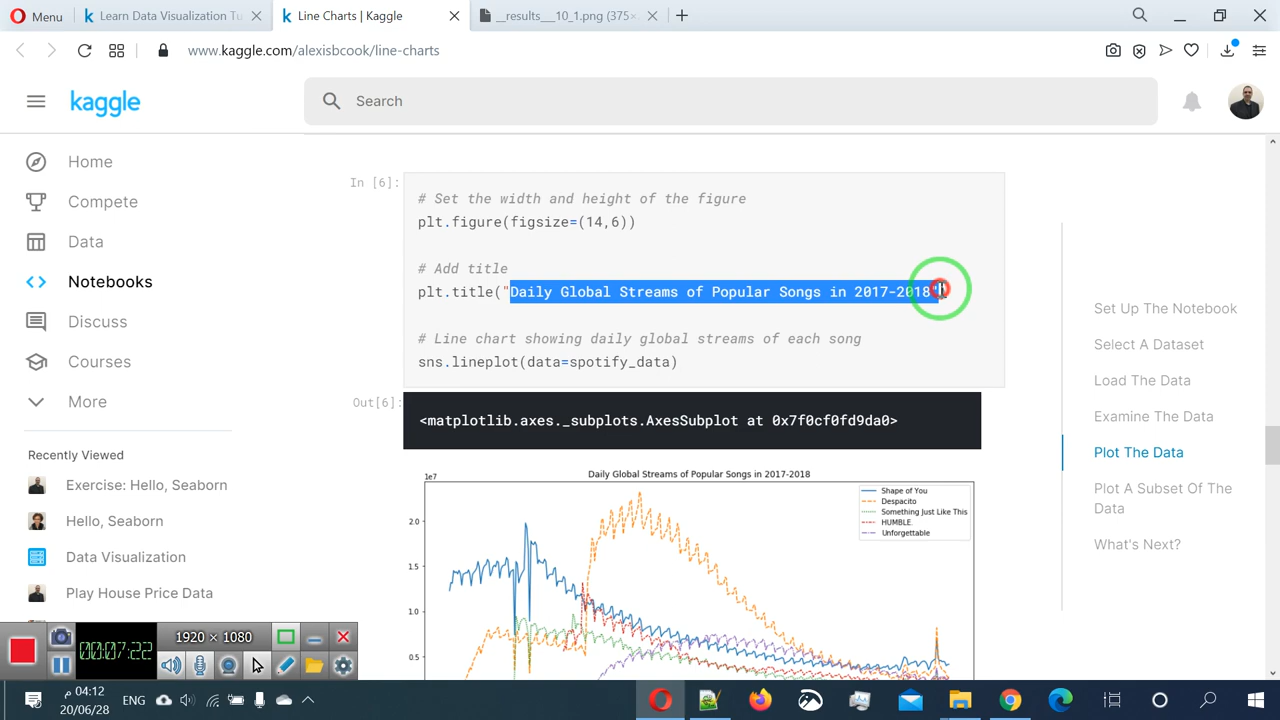 Menu
Learn Data Visualization Tu
Line Charts | Kaggle
__results___10_1.png (375×
www.kaggle.com/alexisbcook/line-charts
kaggle
Search
Home
Compete
Data
Notebooks
Discuss
Courses
More
Recently Viewed
Exercise: Hello, Seaborn
Hello, Seaborn
Data Visualization
Play House Price Data
In [6]:
# Set the width and height of the figure
plt.figure(figsize=(14,6))
# Add title
plt.title("Daily Global Streams of Popular Songs in 2017-2018"
# Line chart showing daily global streams of each song
sns.lineplot(data=spotify_data)
Out[6]:
<matplotlib.axes._subplots.AxesSubplot at 0x7f0cf0fd9da0>
Daily Global Streams of Popular Songs in 2017-2018
1e7
2.0
1.5
1.0
0.5
Shape of You
Despacito
Something Just Like This
HUMBLE.
Unforgettable
Set Up The Notebook
Select A Dataset
Load The Data
Examine The Data
Plot The Data
Plot A Subset Of The
Data
What's Next?
00:07:22
1920 × 1080
04:12 م
20/06/28
ENG